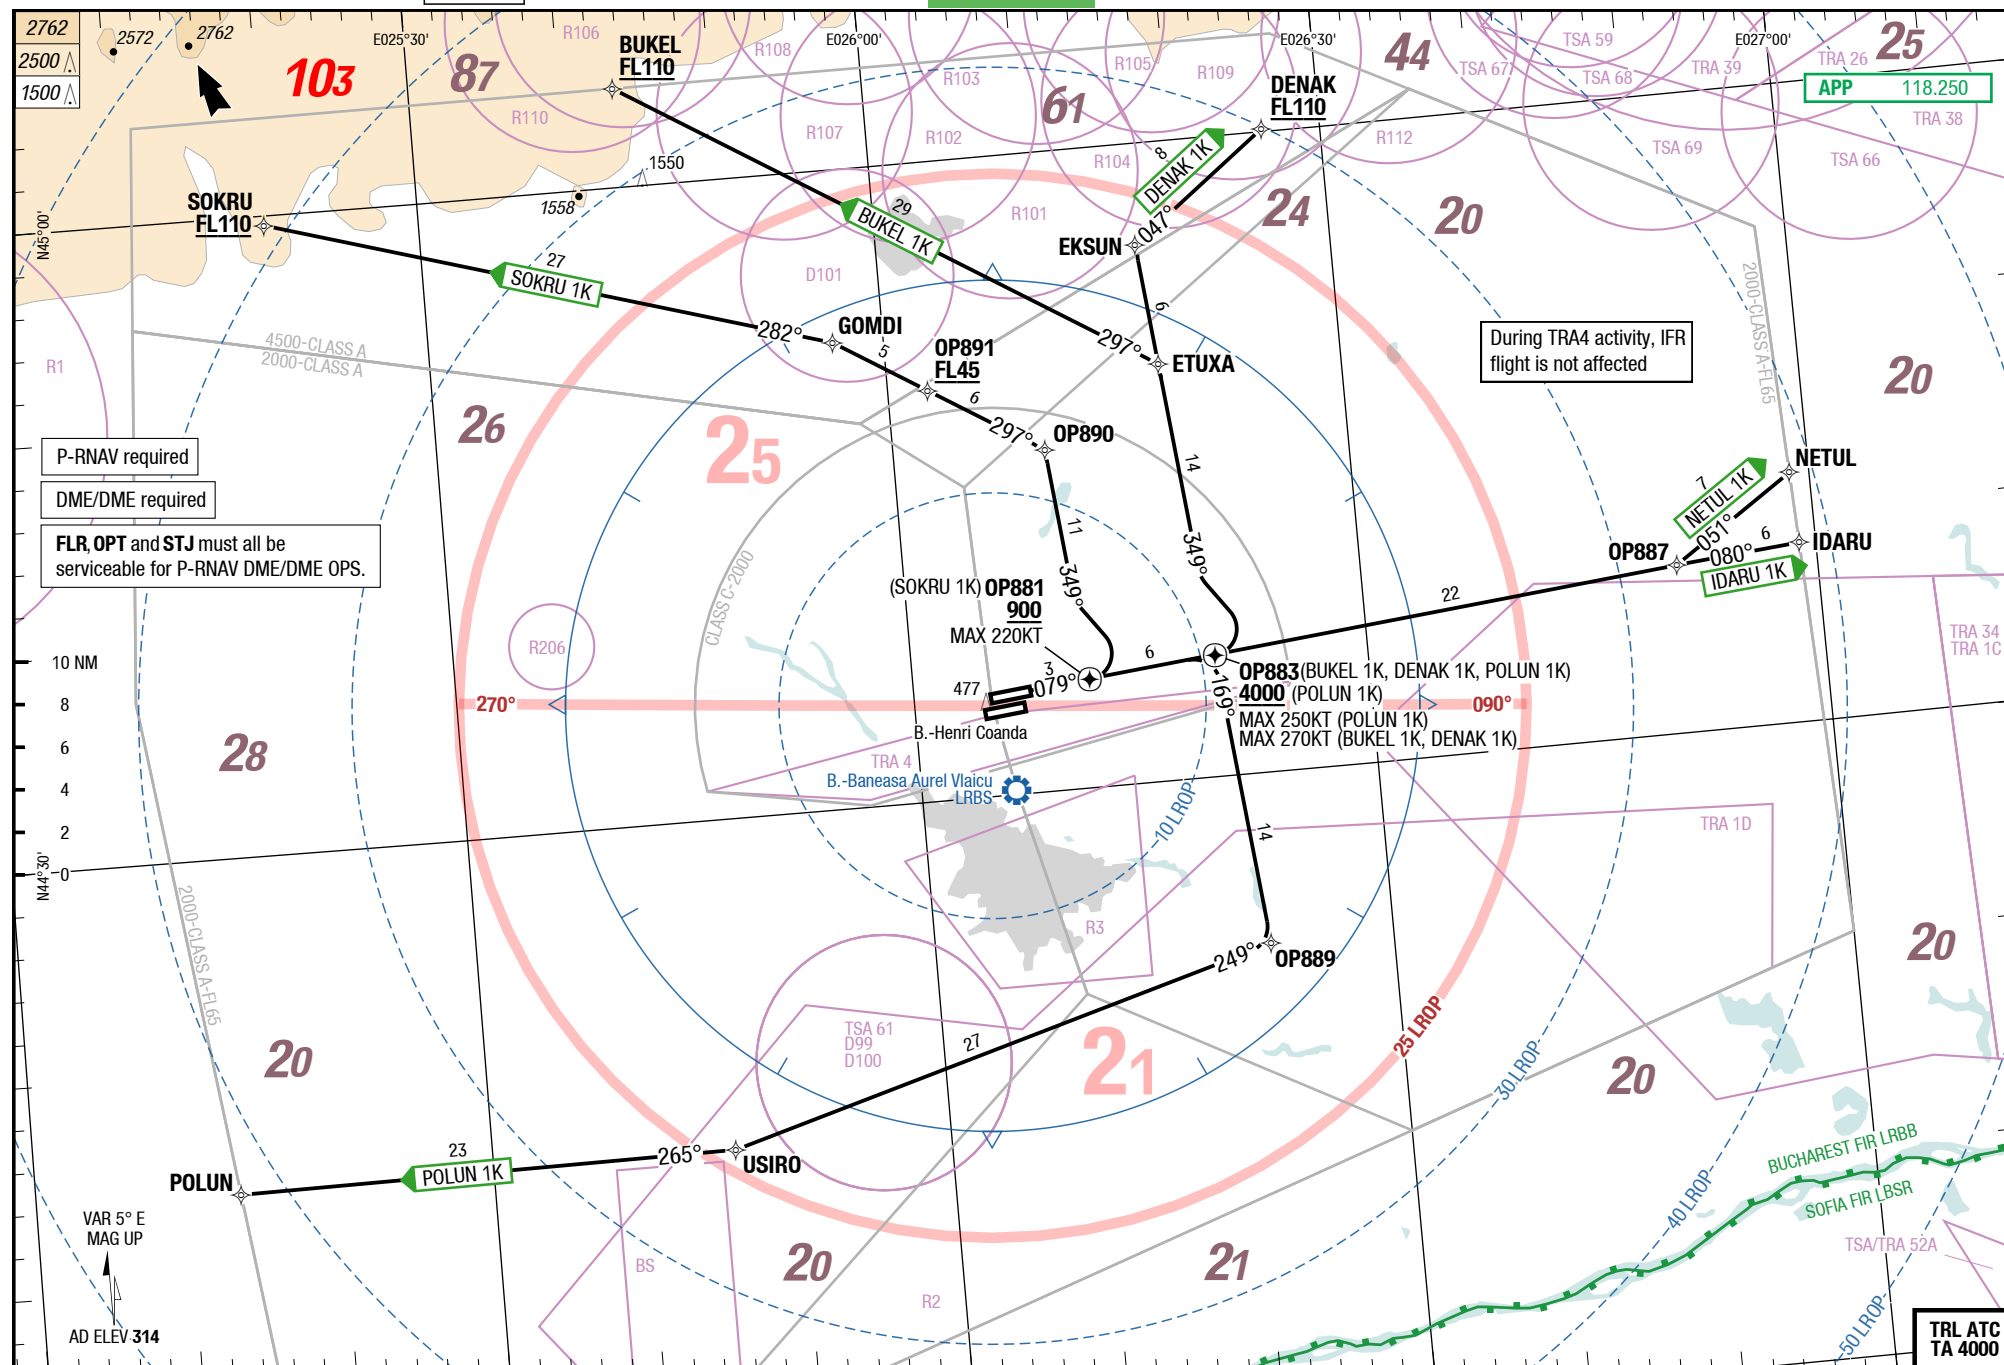 2762
2500
1500
2572
2762
103
87
E025°30'
R106
BUKEL
FL110
R108
E026°00'
R103
R105
R109
E026°30'
DENAK
FL110
44
TSA 59
TSA 67
TSA 68
TRA 39
E027°00'
TRA 26
25
APP 118.250
TRA 38
R110
R107
R102
61
R104
R112
TSA 69
TSA 66
8
DENAK 1K
047°
1550
1558
SOKRU
FL110
N45°00'
29
BUKEL 1K
R101
24
20
EKSUN
D101
27
SOKRU 1K
282°
GOMDI
5
OP891
FL45
6
297°
ETUXA
6
During TRA4 activity, IFR
flight is not affected
2000-CLASS A-FL65
20
R1
4500-CLASS A
2000-CLASS A
26
25
297°
OP890
14
NETUL
7
NETUL 1K
051°
P-RNAV required
DME/DME required
FLR, OPT and STJ must all be
serviceable for P-RNAV DME/DME OPS.
11
349°
349°
OP887
080°
6
IDARU
IDARU 1K
22
CLASS C-2000
(SOKRU 1K) OP881
900
MAX 220KT
R206
TRA 34
TRA 1C
10 NM
8
6
4
2
0
N44°30'
6
3
079°
477
B.-Henri Coanda
OP883 (BUKEL 1K, DENAK 1K, POLUN 1K)
4000 (POLUN 1K)
MAX 250KT (POLUN 1K)
MAX 270KT (BUKEL 1K, DENAK 1K)
169°
270°
090°
28
TRA 4
B.-Baneasa Aurel Vlaicu
LRBS
10 LROP
14
TRA 1D
2000-CLASS A-FL65
R3
249°
OP889
20
TSA 61
D99
D100
27
21
25 LROP
30 LROP
20
20
23
POLUN 1K
265°
USIRO
POLUN
BUCHAREST FIR LRBB
SOFIA FIR LBSR
40 LROP
VAR 5° E
MAG UP
AD ELEV 314
BS
20
R2
21
TSA/TRA 52A
50 LROP
TRL ATC
TA 4000